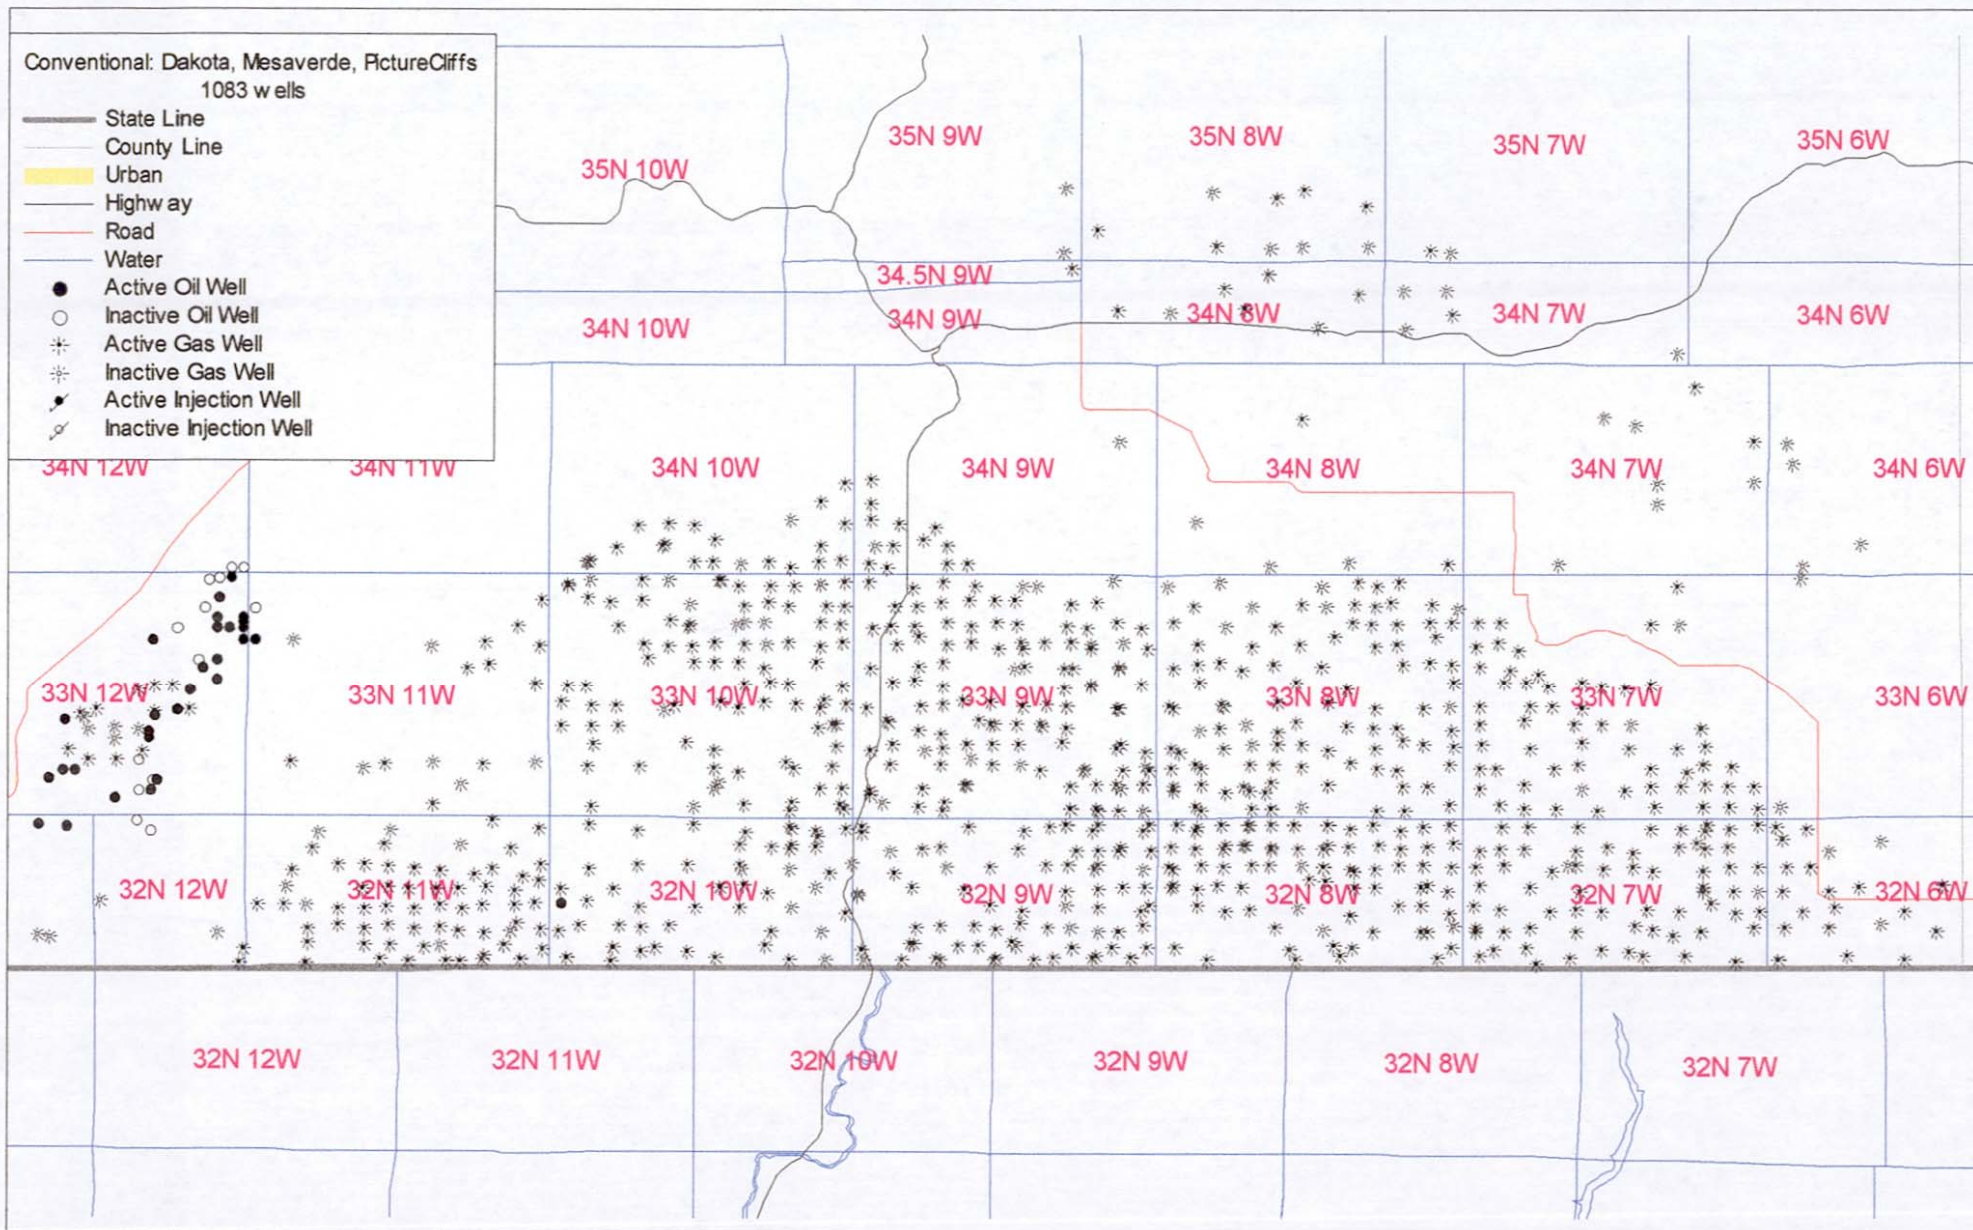 Conventional: Dakota, Mesaverde, PictureCliffs
1083 wells
State Line
County Line
Urban
Highway
Road
Water
Active Oil Well
Inactive Oil Well
Active Gas Well
Inactive Gas Well
Active Injection Well
Inactive Injection Well
35N 10W
35N 9W
35N 8W
35N 7W
35N 6W
34.5N 9W
34N 10W
34N 9W
34N 8W
34N 7W
34N 6W
34N 12W
34N 11W
34N 10W
34N 9W
34N 8W
34N 7W
34N 6W
33N 12W
33N 11W
33N 10W
33N 9W
33N 8W
33N 7W
33N 6W
32N 12W
32N 11W
32N 10W
32N 9W
32N 8W
32N 7W
32N 6W
32N 12W
32N 11W
32N 10W
32N 9W
32N 8W
32N 7W